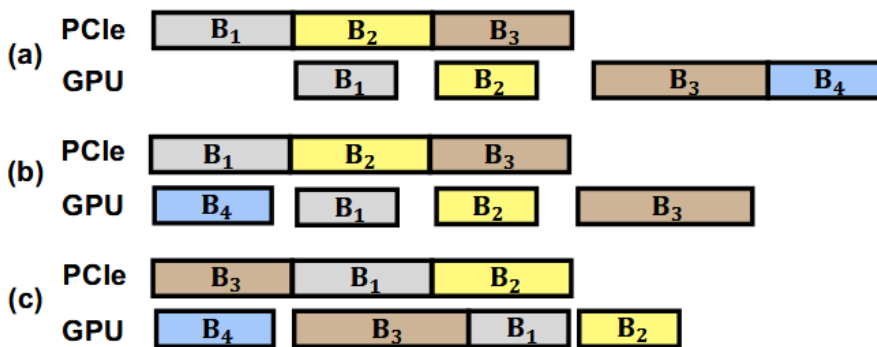 (a)
PCIe B₁ B₂ B₃
GPU B₁ B₂ B₃ B₄
(b)
PCIe B₁ B₂ B₃
GPU B₄ B₁ B₂ B₃
(c)
PCIe B₃ B₁ B₂
GPU B₄ B₃ B₁ B₂